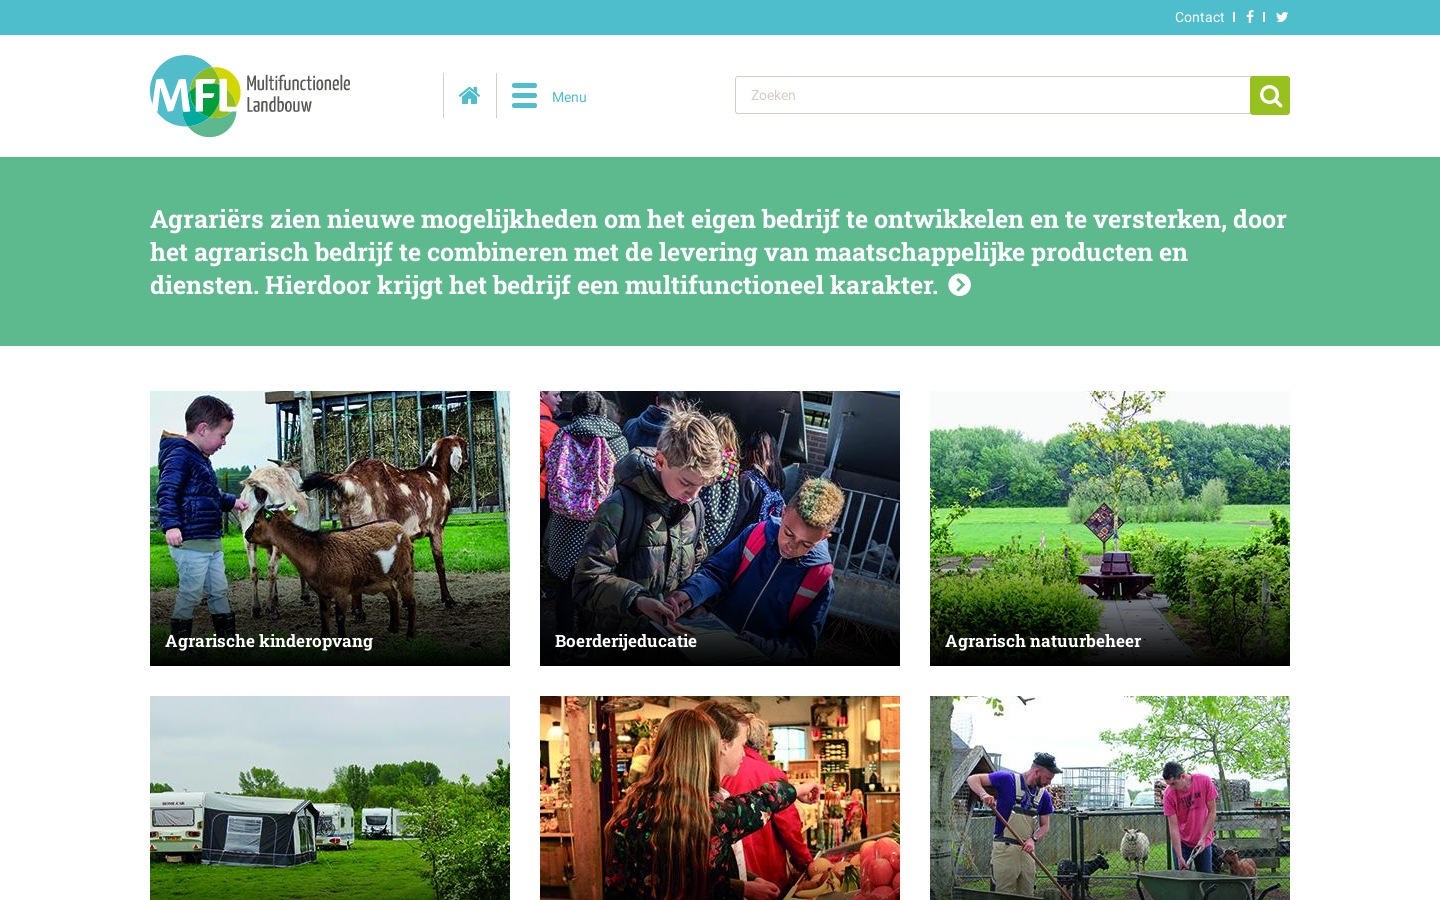 Contact
MFL Multifunctionele
Landbouw
Menu
Zoeken
Agrariërs zien nieuwe mogelijkheden om het eigen bedrijf te ontwikkelen en te versterken, door
het agrarisch bedrijf te combineren met de levering van maatschappelijke producten en
diensten. Hierdoor krijgt het bedrijf een multifunctioneel karakter.
Agrarische kinderopvang
Boerderijeducatie
Agrarisch natuurbeheer